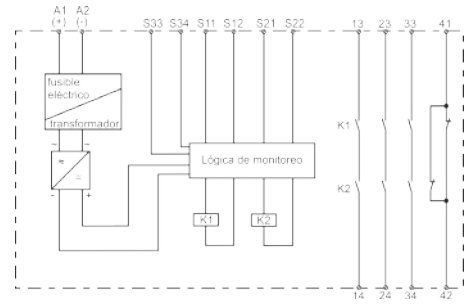 A1 A2 S33 S34 S11 S12 S21 S22 13 23 33 41
(+) (-)
fusible
eléctrico
transformador
~ ~
≂
=
- +
Lógica de monitoreo
K1
K2
K1 K2
14 24 34 42